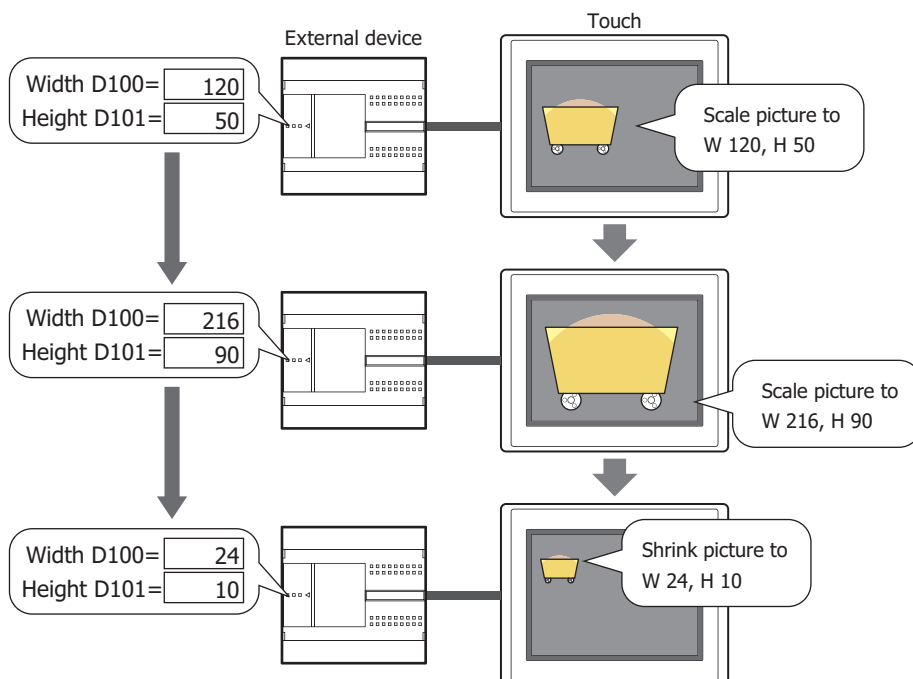 External device
Touch
Width D100= 120
Height D101= 50
Scale picture to
W 120, H 50
Width D100= 216
Height D101= 90
Scale picture to
W 216, H 90
Width D100= 24
Height D101= 10
Shrink picture to
W 24, H 10